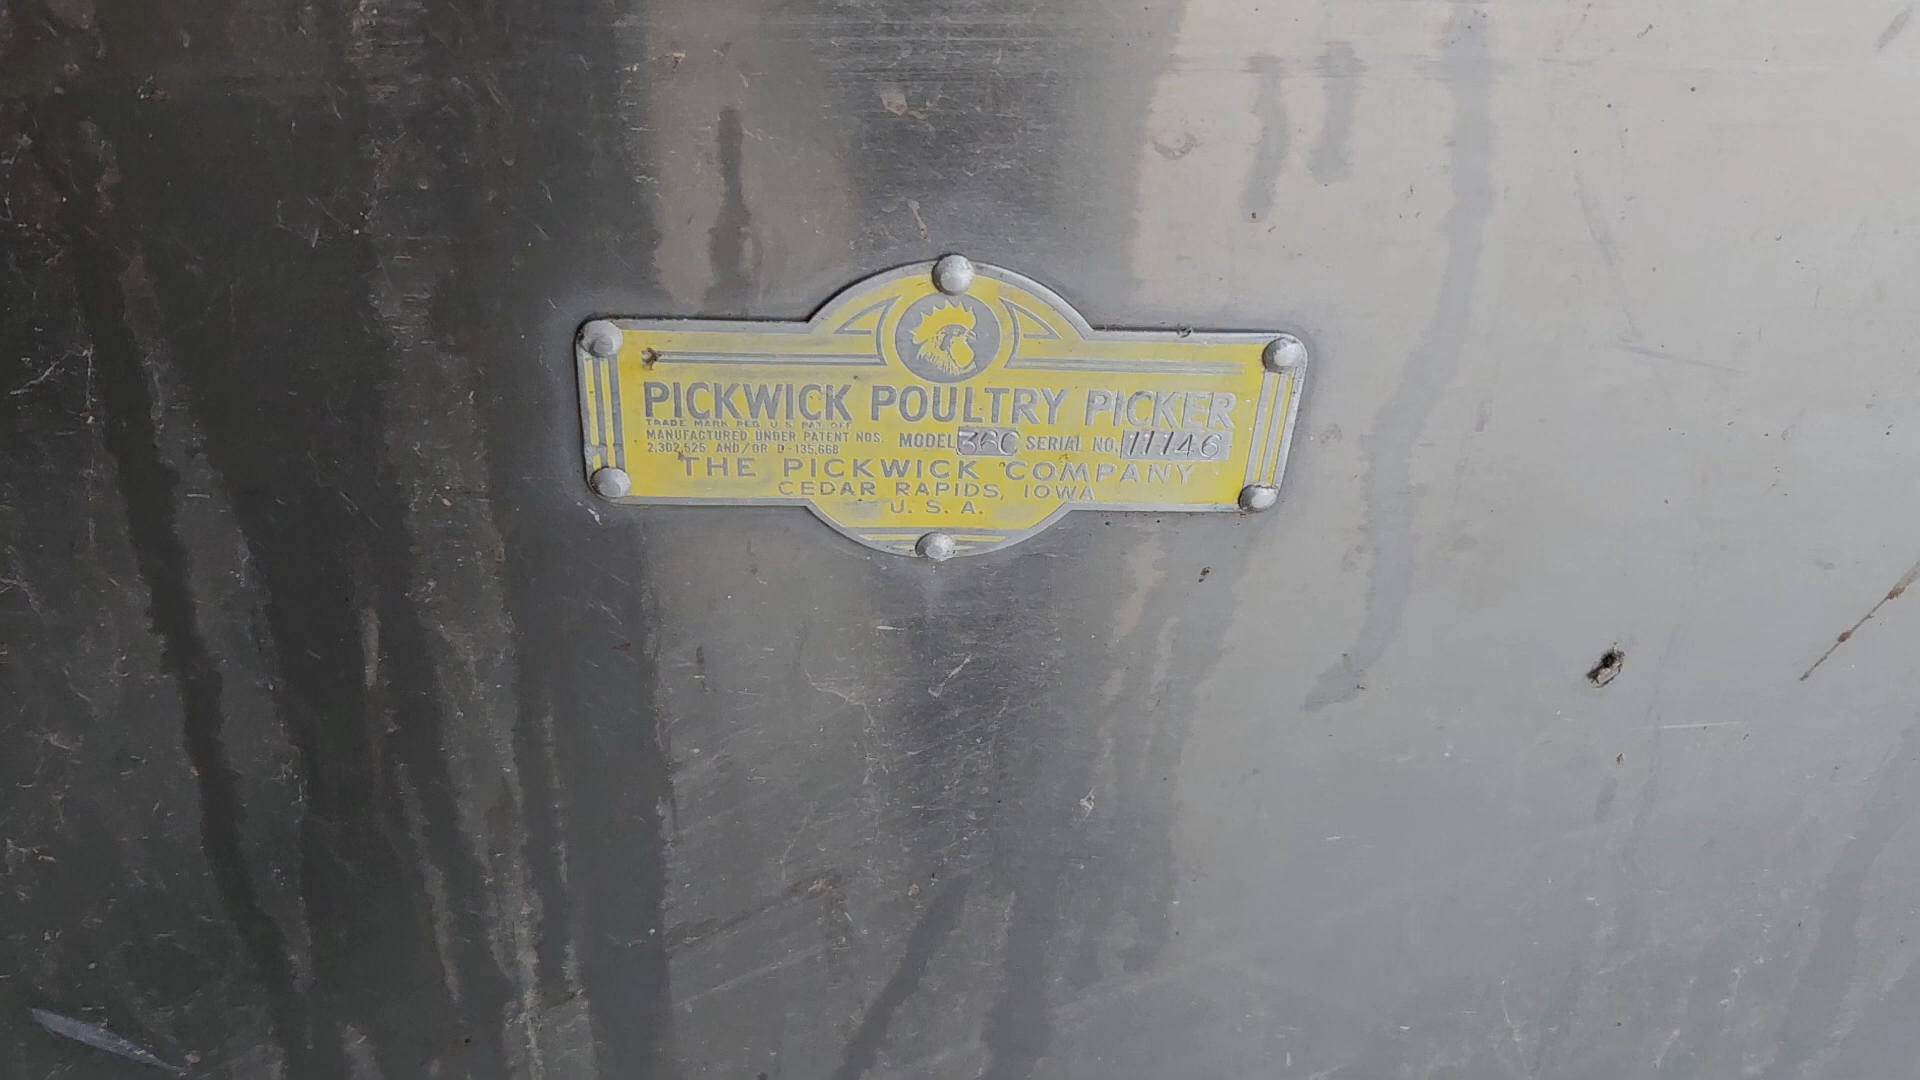 PICKWICK POULTRY PICKER
TRADE MARK REG. U.S. PAT. OFF.
MANUFACTURED UNDER PATENT NOS.
2,302,525 AND/OR D-135,668
MODEL SERIAL NO. 11146
THE PICKWICK COMPANY
CEDAR RAPIDS, IOWA
U. S. A.